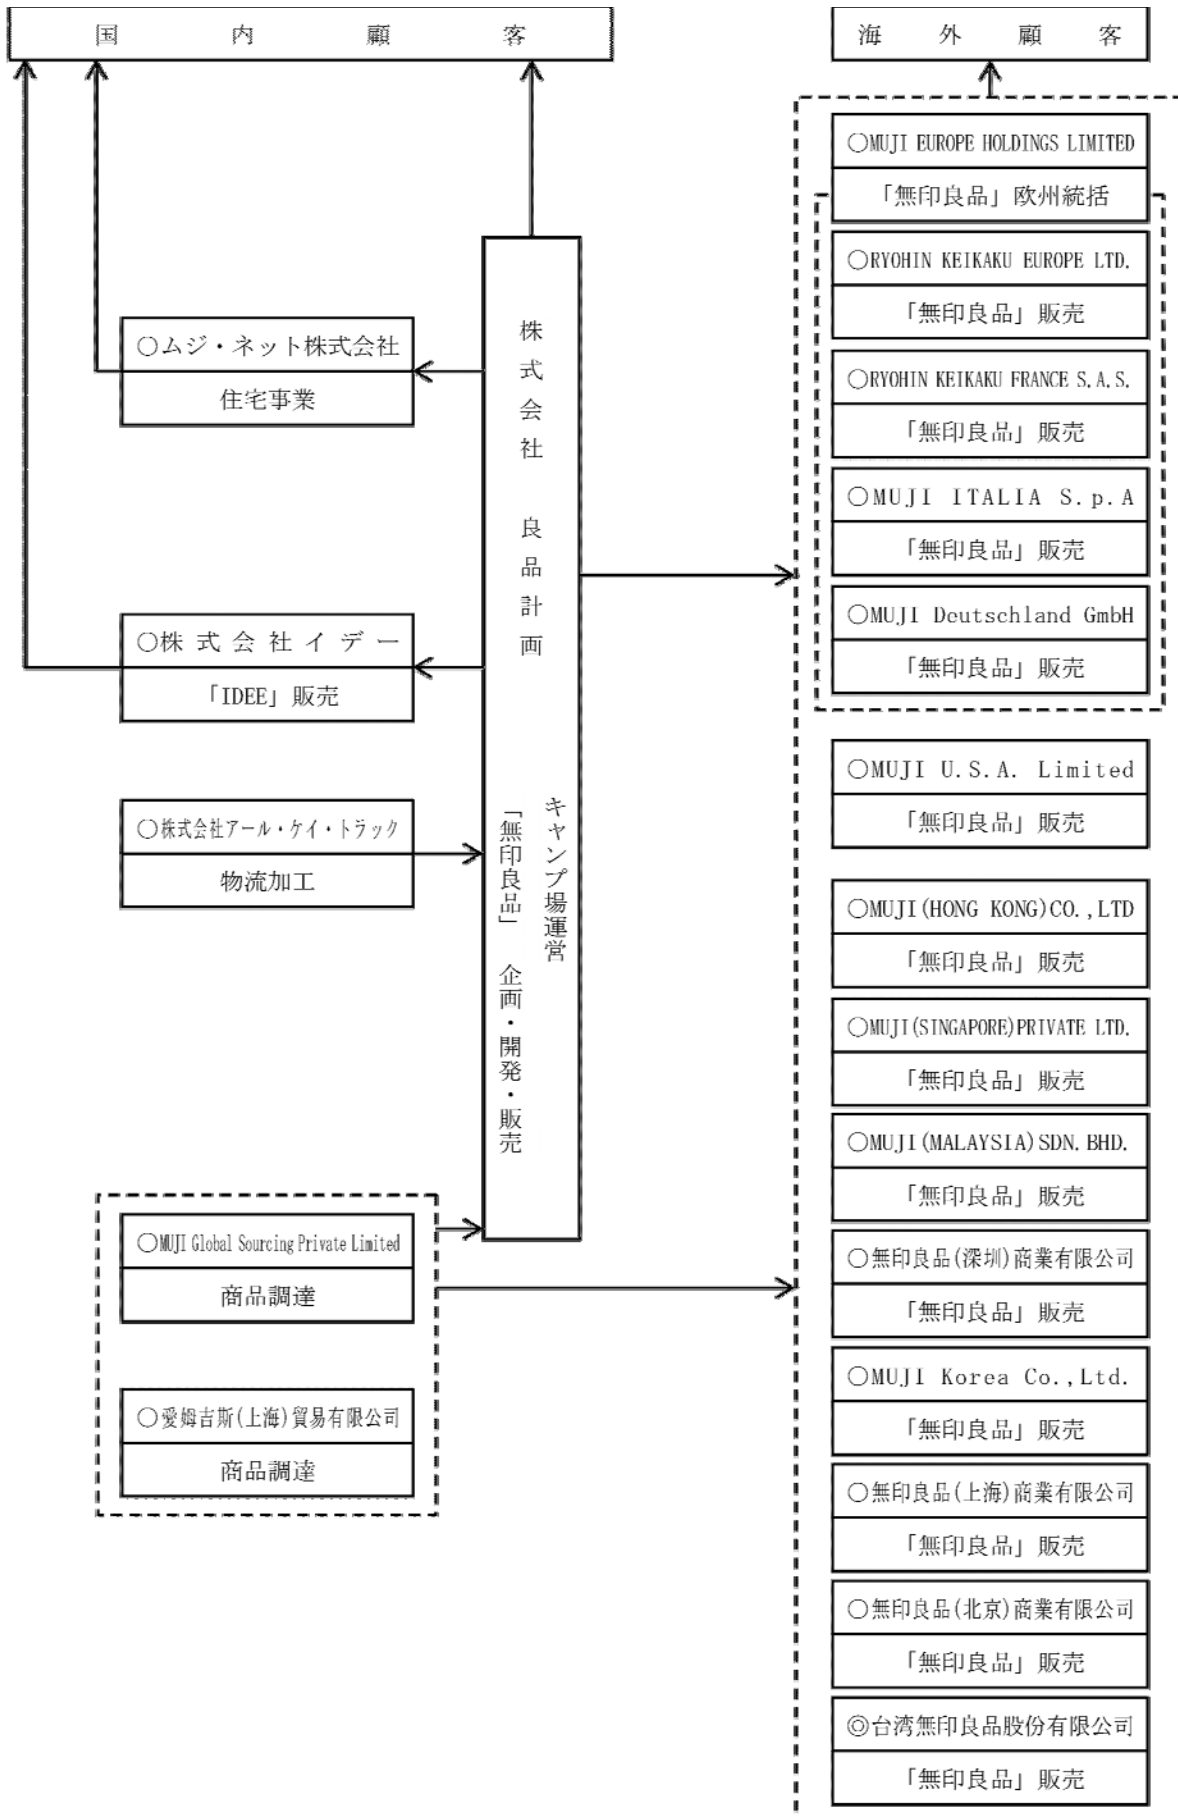 国内顧客
海外顧客
○ムジ・ネット株式会社
住宅事業
○株式会社イデー
「IDEE」販売
○株式会社アール・ケイ・トラック
物流加工
○MUJI Global Sourcing Private Limited
商品調達
○愛姆吉斯(上海)貿易有限公司
商品調達
株式会社 良品計画
キャンプ場運営
「無印良品」 企画・開発・販売
○MUJI EUROPE HOLDINGS LIMITED
「無印良品」欧州統括
○RYOHIN KEIKAKU EUROPE LTD.
「無印良品」販売
○RYOHIN KEIKAKU FRANCE S.A.S.
「無印良品」販売
○MUJI ITALIA S.p.A
「無印良品」販売
○MUJI Deutschland GmbH
「無印良品」販売
○MUJI U.S.A. Limited
「無印良品」販売
○MUJI(HONG KONG)CO.,LTD
「無印良品」販売
○MUJI(SINGAPORE)PRIVATE LTD.
「無印良品」販売
○MUJI(MALAYSIA)SDN.BHD.
「無印良品」販売
○無印良品(深圳)商業有限公司
「無印良品」販売
○MUJI Korea Co.,Ltd.
「無印良品」販売
○無印良品(上海)商業有限公司
「無印良品」販売
○無印良品(北京)商業有限公司
「無印良品」販売
◎台湾無印良品股份有限公司
「無印良品」販売